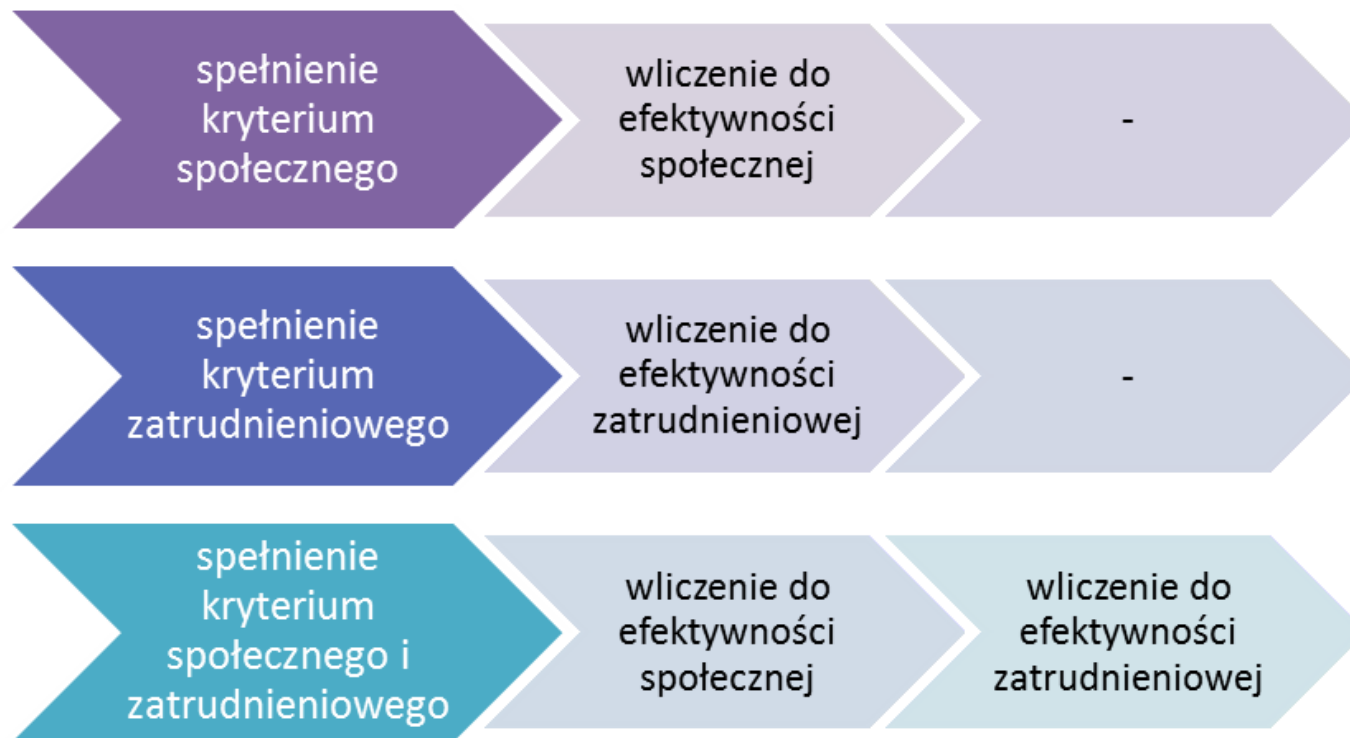 spełnienie
kryterium
społecznego
wliczenie do
efektywności
społecznej
-
spełnienie
kryterium
zatrudnieniowego
wliczenie do
efektywności
zatrudnieniowej
-
spełnienie
kryterium
społecznego i
zatrudnieniowego
wliczenie do
efektywności
społecznej
wliczenie do
efektywności
zatrudnieniowej